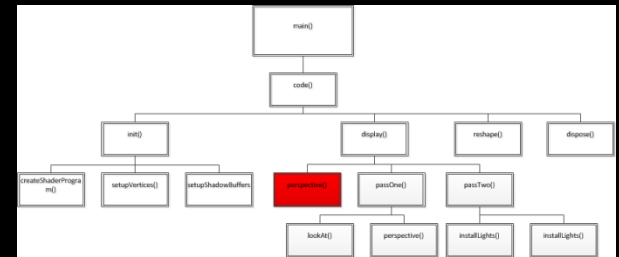 main()
code()
init()
display()
reshape()
dispose()
createShaderProgra
m()
setupVertices()
setupShadowBuffers
perspective()
passOne()
passTwo()
lookAt()
perspective()
installLights()
installLights()